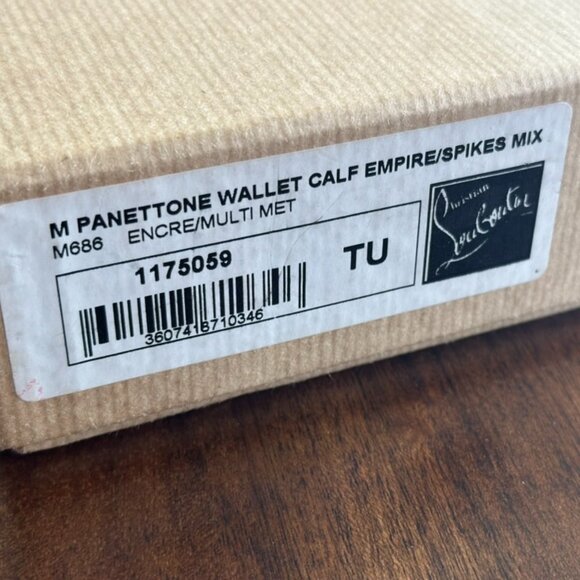 M PANETTONE WALLET CALF EMPIRE/SPIKES MIX
M686 ENCRE/MULTI MET
1175059
TU
3607418710346
Christian
Louboutin